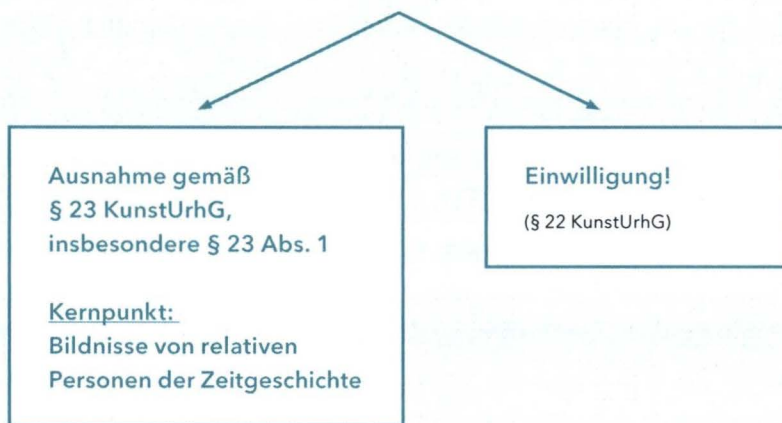 Ausnahme gemäß
§ 23 KunstUrhG,
insbesondere § 23 Abs. 1
Kernpunkt:
Bildnisse von relativen
Personen der Zeitgeschichte
Einwilligung!
(§ 22 KunstUrhG)